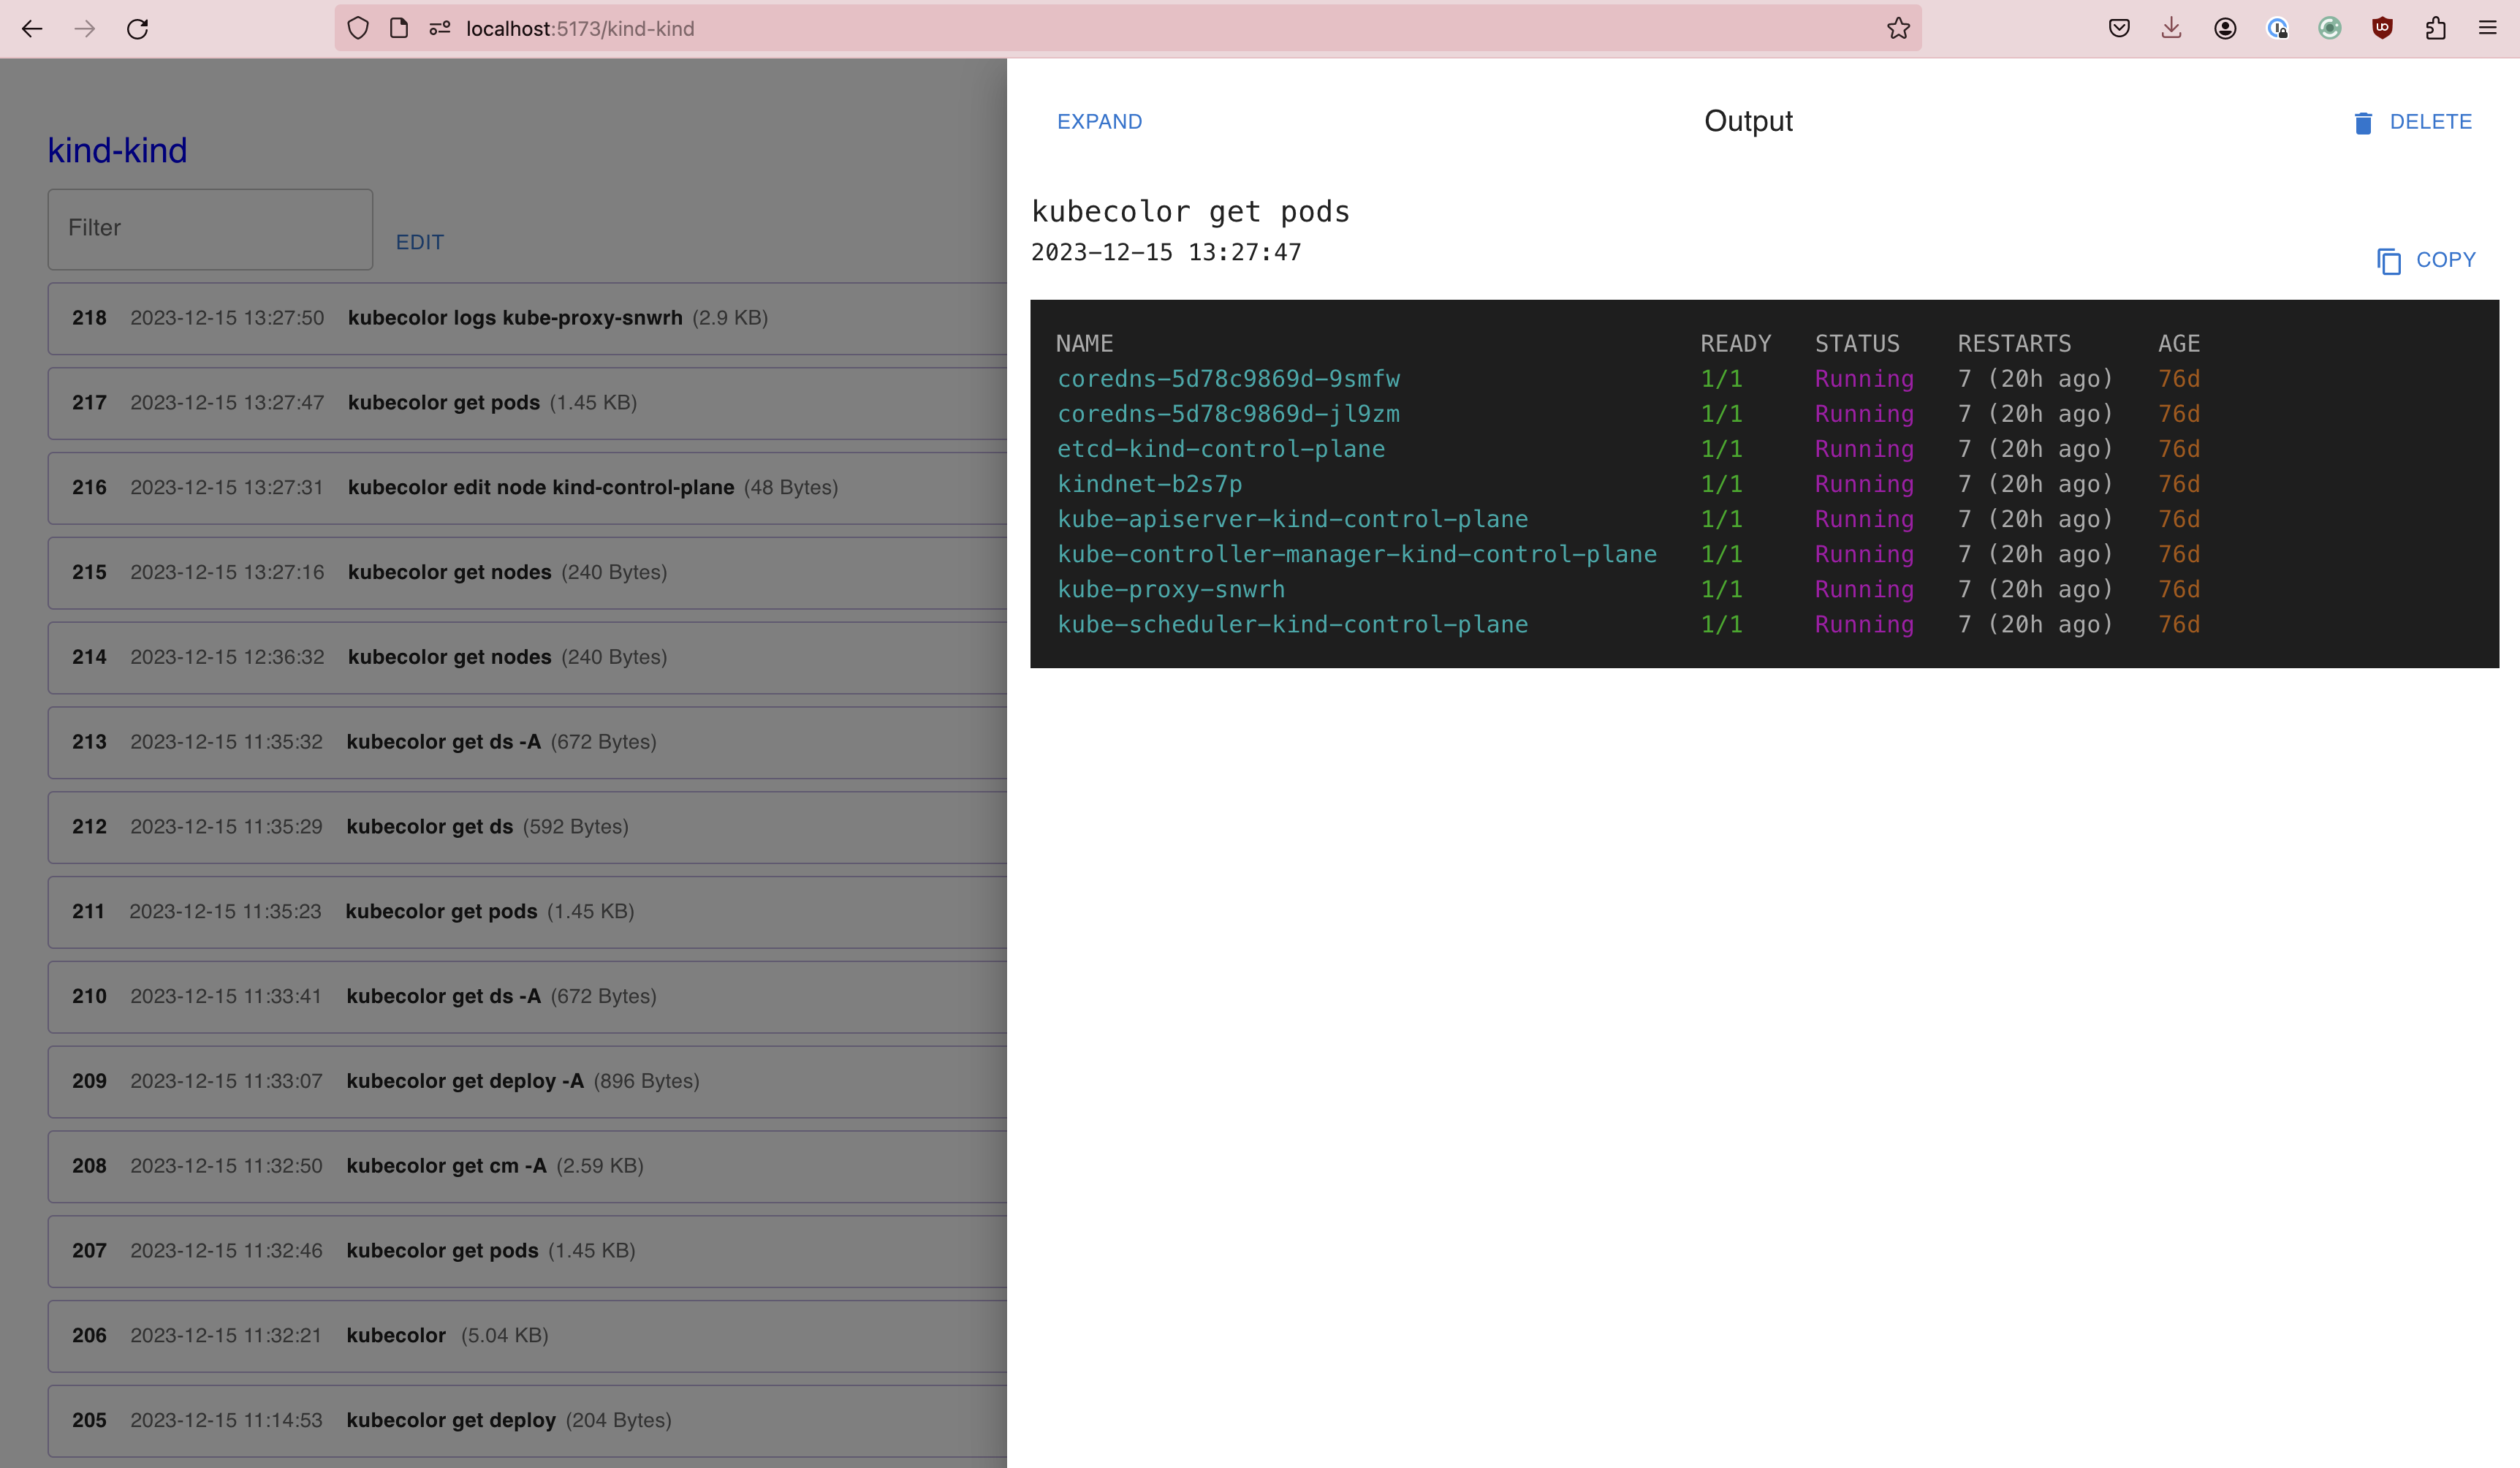 localhost:5173/kind-kind
kind-kind
Filter
EDIT
218 2023-12-15 13:27:50 kubecolor logs kube-proxy-snwrh (2.9 KB)
217 2023-12-15 13:27:47 kubecolor get pods (1.45 KB)
216 2023-12-15 13:27:31 kubecolor edit node kind-control-plane (48 Bytes)
215 2023-12-15 13:27:16 kubecolor get nodes (240 Bytes)
214 2023-12-15 12:36:32 kubecolor get nodes (240 Bytes)
213 2023-12-15 11:35:32 kubecolor get ds -A (672 Bytes)
212 2023-12-15 11:35:29 kubecolor get ds (592 Bytes)
211 2023-12-15 11:35:23 kubecolor get pods (1.45 KB)
210 2023-12-15 11:33:41 kubecolor get ds -A (672 Bytes)
209 2023-12-15 11:33:07 kubecolor get deploy -A (896 Bytes)
208 2023-12-15 11:32:50 kubecolor get cm -A (2.59 KB)
207 2023-12-15 11:32:46 kubecolor get pods (1.45 KB)
206 2023-12-15 11:32:21 kubecolor (5.04 KB)
205 2023-12-15 11:14:53 kubecolor get deploy (204 Bytes)
EXPAND
Output
DELETE
kubecolor get pods
2023-12-15 13:27:47
COPY
NAME READY STATUS RESTARTS AGE
coredns-5d78c9869d-9smfw 1/1 Running 7 (20h ago) 76d
coredns-5d78c9869d-jl9zm 1/1 Running 7 (20h ago) 76d
etcd-kind-control-plane 1/1 Running 7 (20h ago) 76d
kindnet-b2s7p 1/1 Running 7 (20h ago) 76d
kube-apiserver-kind-control-plane 1/1 Running 7 (20h ago) 76d
kube-controller-manager-kind-control-plane 1/1 Running 7 (20h ago) 76d
kube-proxy-snwrh 1/1 Running 7 (20h ago) 76d
kube-scheduler-kind-control-plane 1/1 Running 7 (20h ago) 76d